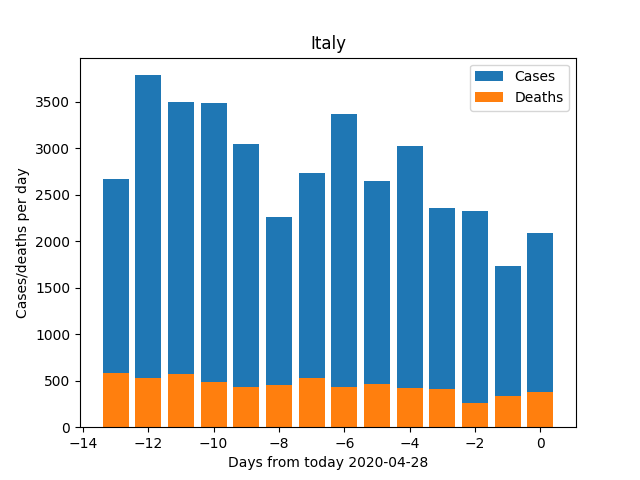 Italy
Cases
Deaths
Cases/deaths per day
3500
3000
2500
2000
1500
1000
500
0
−14 −12 −10 −8 −6 −4 −2 0
Days from today 2020-04-28